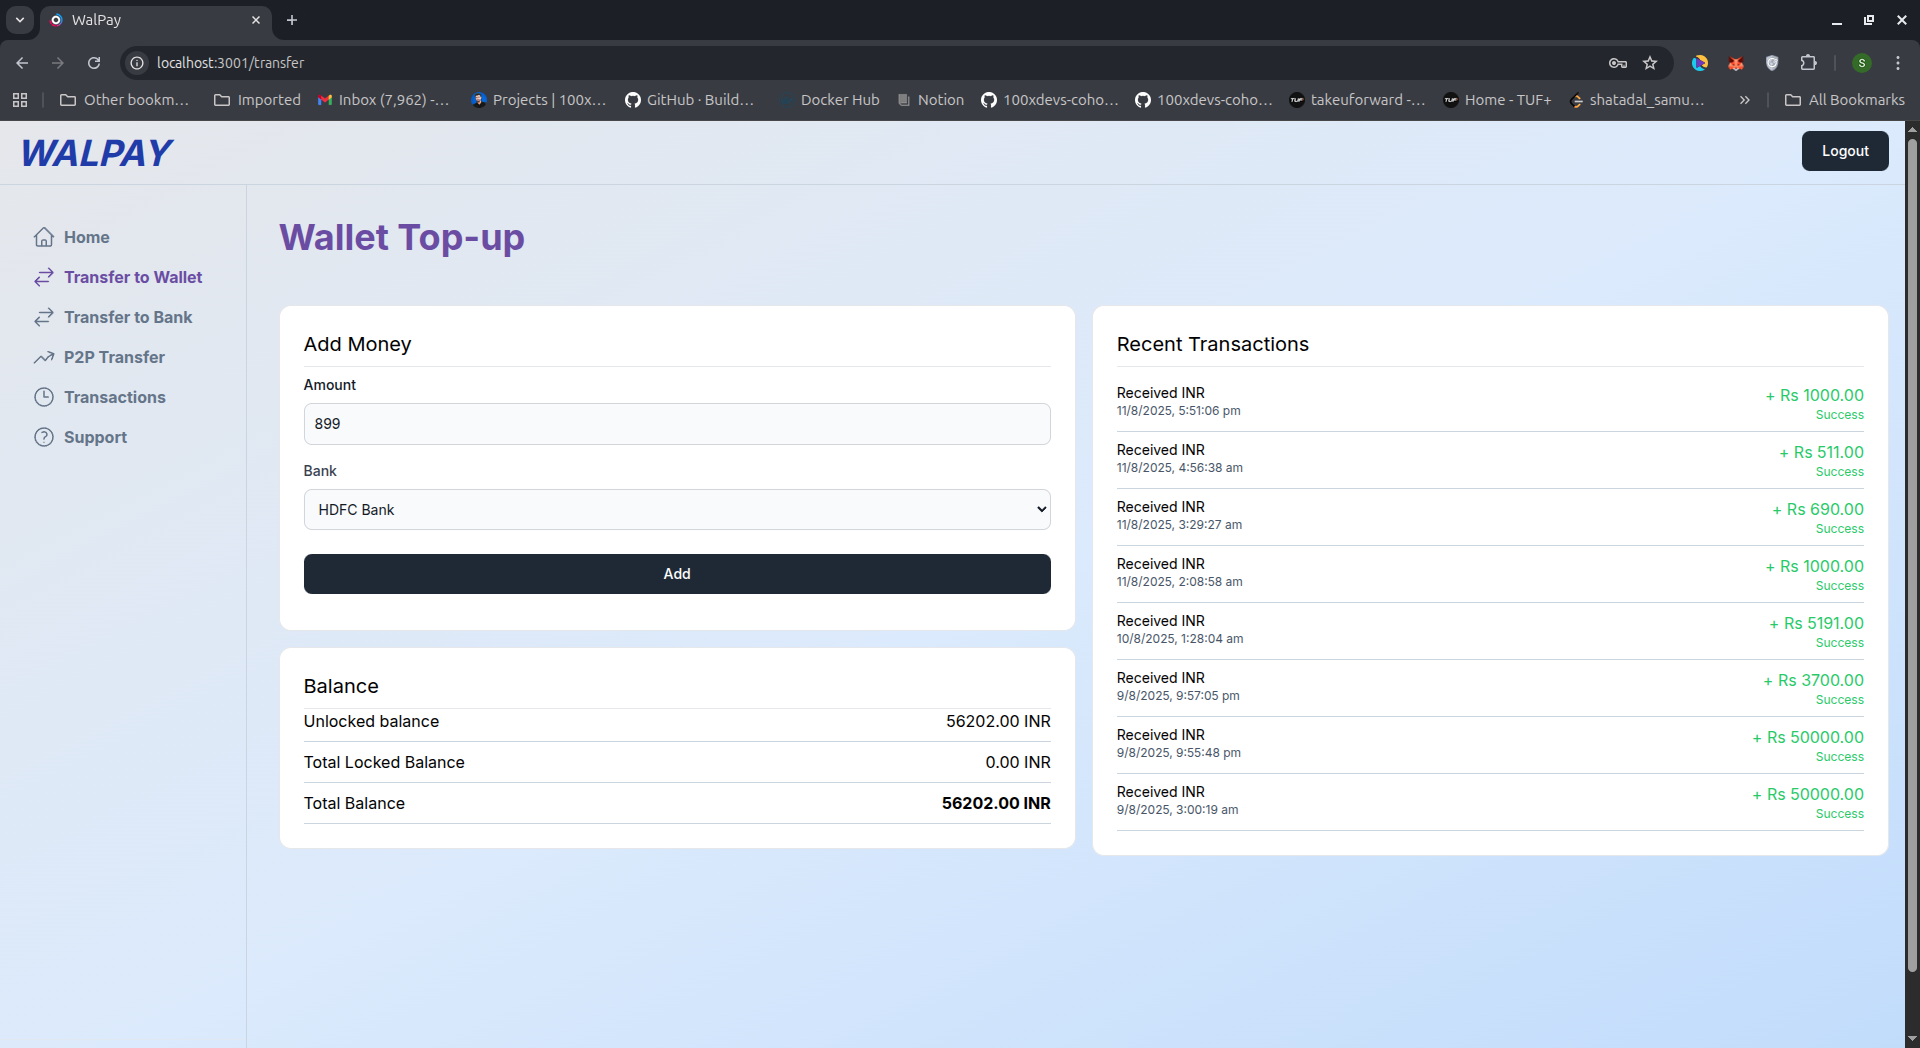 WalPay
localhost:3001/transfer
Other bookm...
Imported
Inbox (7,962) -...
Projects | 100x...
GitHub · Build...
Docker Hub
Notion
100xdevs-coho...
100xdevs-coho...
takeuforward -...
Home - TUF+
shatadal_samu...
All Bookmarks
S
WALPAY
Logout
Home
Transfer to Wallet
Transfer to Bank
P2P Transfer
Transactions
Support
Wallet Top-up
Add Money
Amount
899
Bank
HDFC Bank
Add
Balance
Unlocked balance 56202.00 INR
Total Locked Balance 0.00 INR
Total Balance 56202.00 INR
Recent Transactions
Received INR + Rs 1000.00
11/8/2025, 5:51:06 pm Success
Received INR + Rs 511.00
11/8/2025, 4:56:38 am Success
Received INR + Rs 690.00
11/8/2025, 3:29:27 am Success
Received INR + Rs 1000.00
11/8/2025, 2:08:58 am Success
Received INR + Rs 5191.00
10/8/2025, 1:28:04 am Success
Received INR + Rs 3700.00
9/8/2025, 9:57:05 pm Success
Received INR + Rs 50000.00
9/8/2025, 9:55:48 pm Success
Received INR + Rs 50000.00
9/8/2025, 3:00:19 am Success